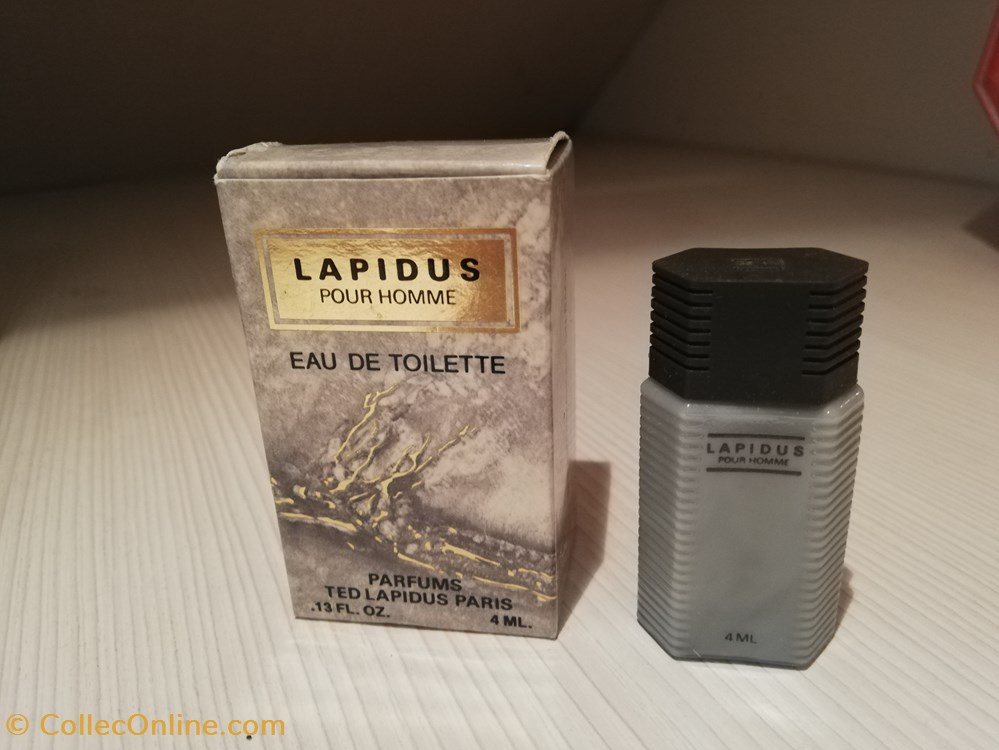 LAPIDUS
POUR HOMME
EAU DE TOILETTE
PARFUMS
TED LAPIDUS PARIS
.13 FL. OZ. 4 ML.
LAPIDUS
POUR HOMME
4 ML
© CollecOnline.com